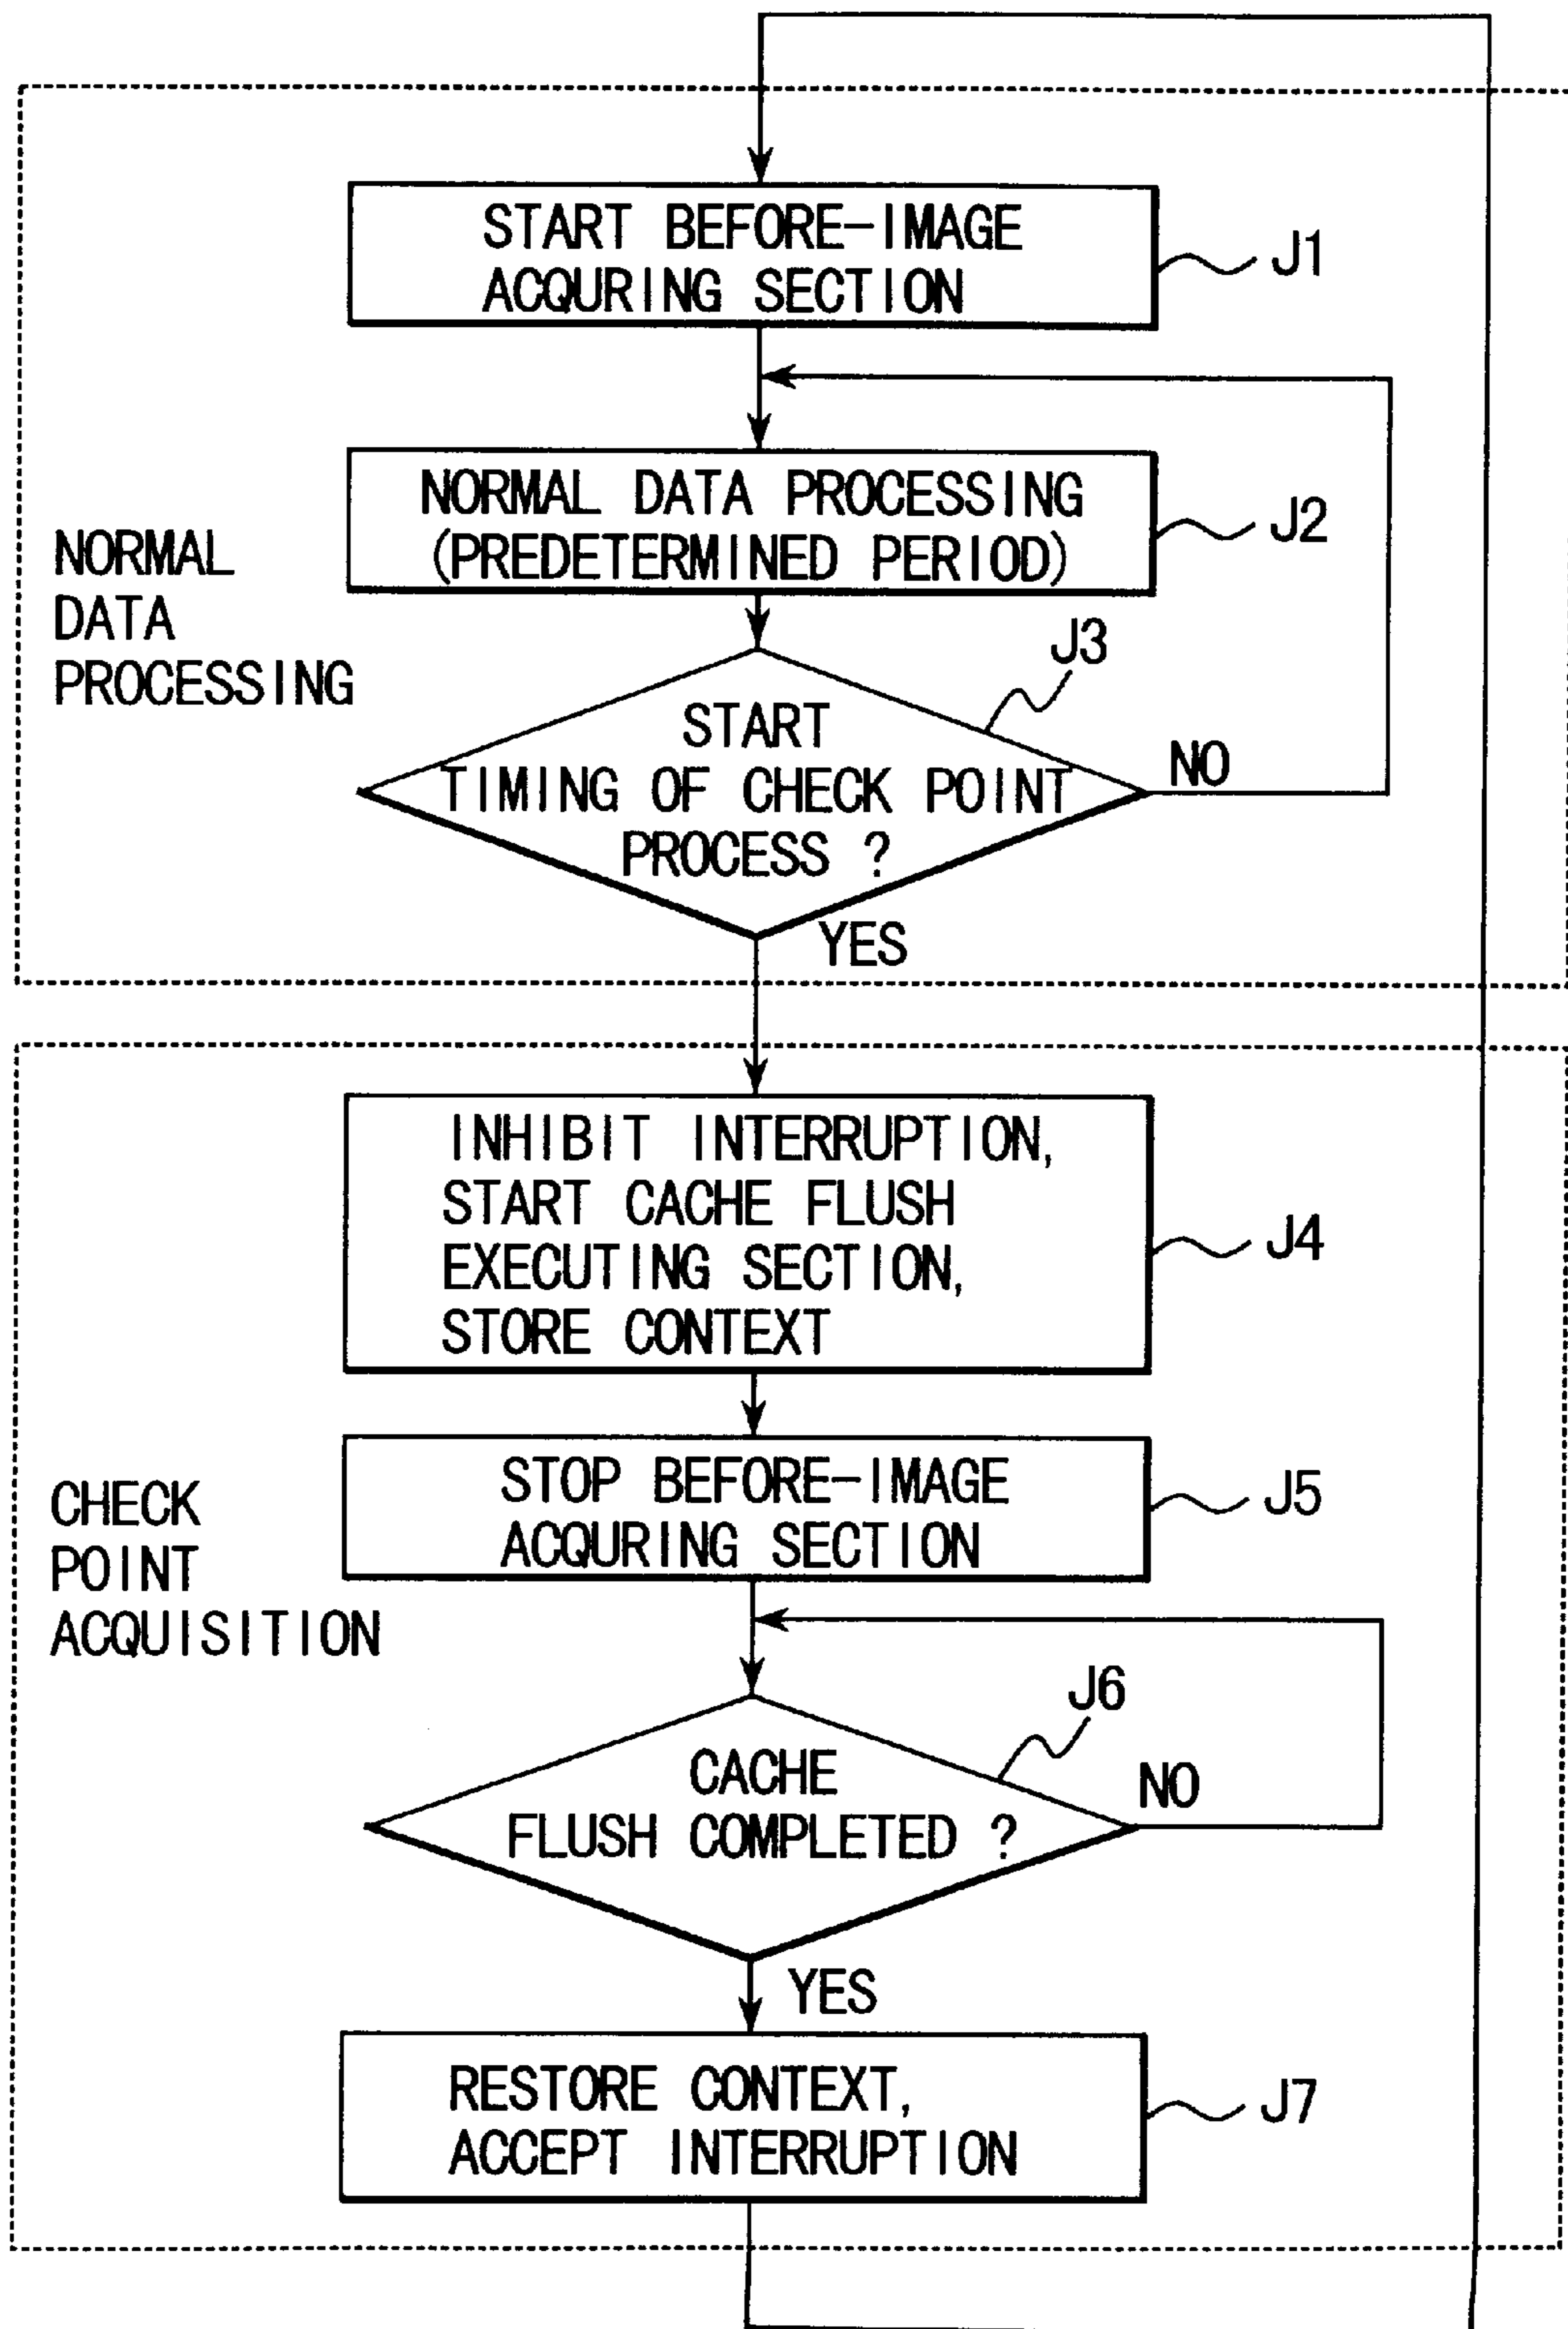 START BEFORE-IMAGE
ACQURING SECTION
J1
NORMAL DATA PROCESSING
(PREDETERMINED PERIOD)
J2
NORMAL
DATA
PROCESSING
J3
START
TIMING OF CHECK POINT
PROCESS ?
NO
YES
INHIBIT INTERRUPTION,
START CACHE FLUSH
EXECUTING SECTION,
STORE CONTEXT
J4
STOP BEFORE-IMAGE
ACQURING SECTION
J5
CHECK
POINT
ACQUISITION
J6
CACHE
FLUSH COMPLETED ?
NO
YES
RESTORE CONTEXT,
ACCEPT INTERRUPTION
J7